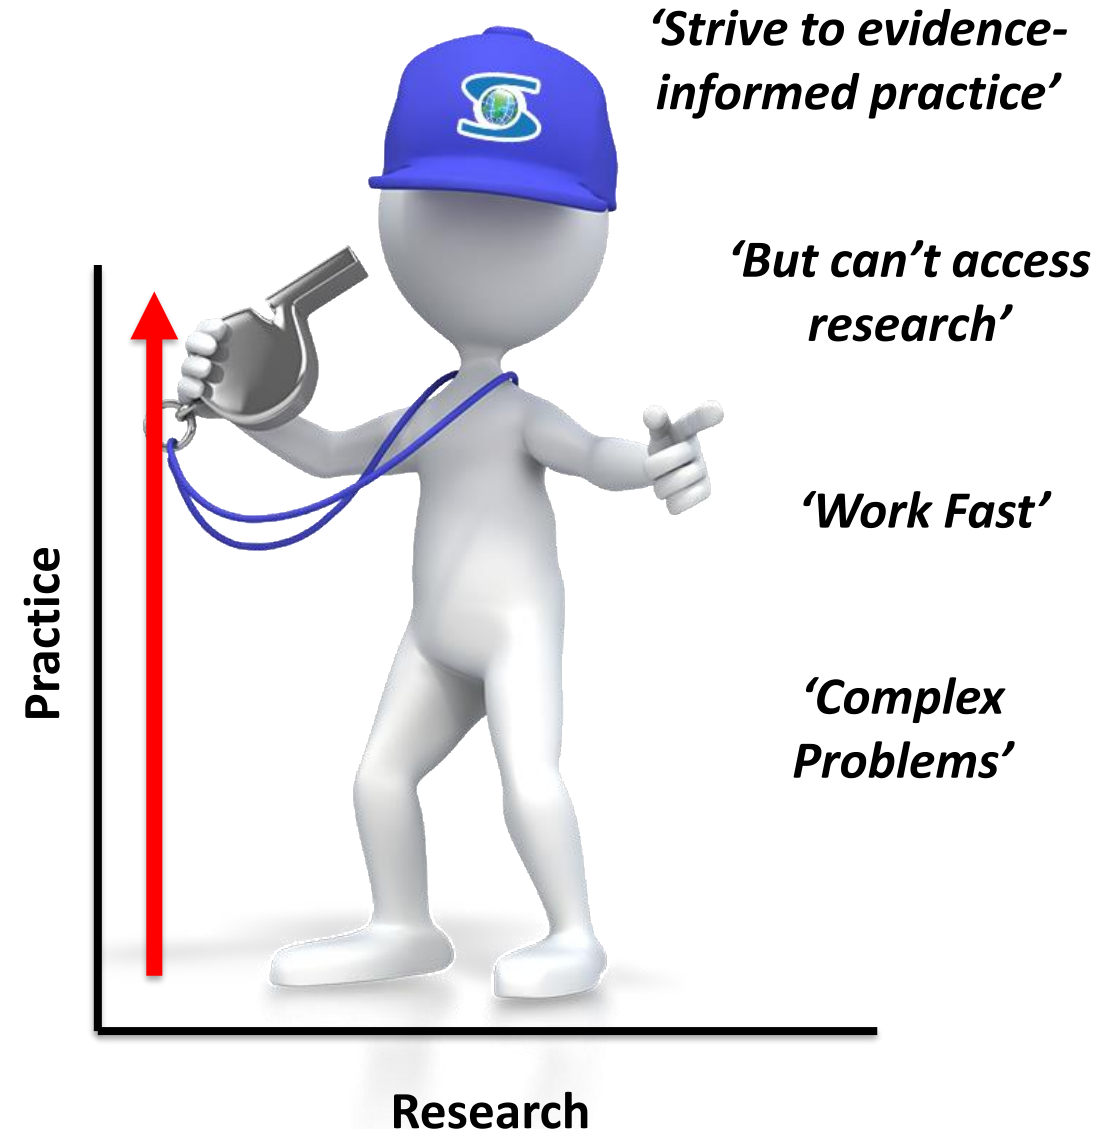 ‘Strive to evidence-
informed practice’
‘But can’t access
research’
‘Work Fast’
‘Complex
Problems’
Practice
Research